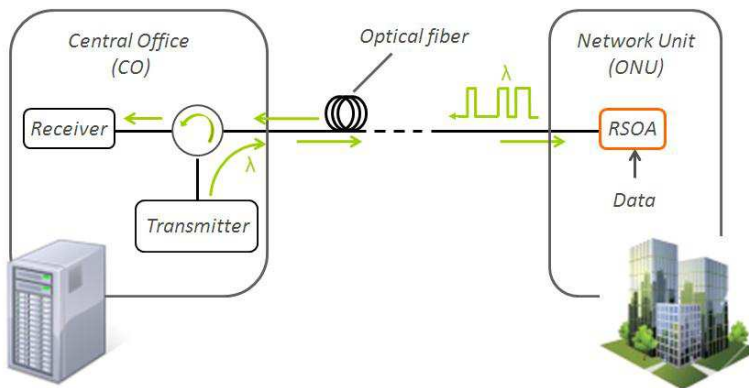 Central Office
(CO)
Optical fiber
Network Unit
(ONU)
λ
Receiver
RSOA
λ
Data
Transmitter